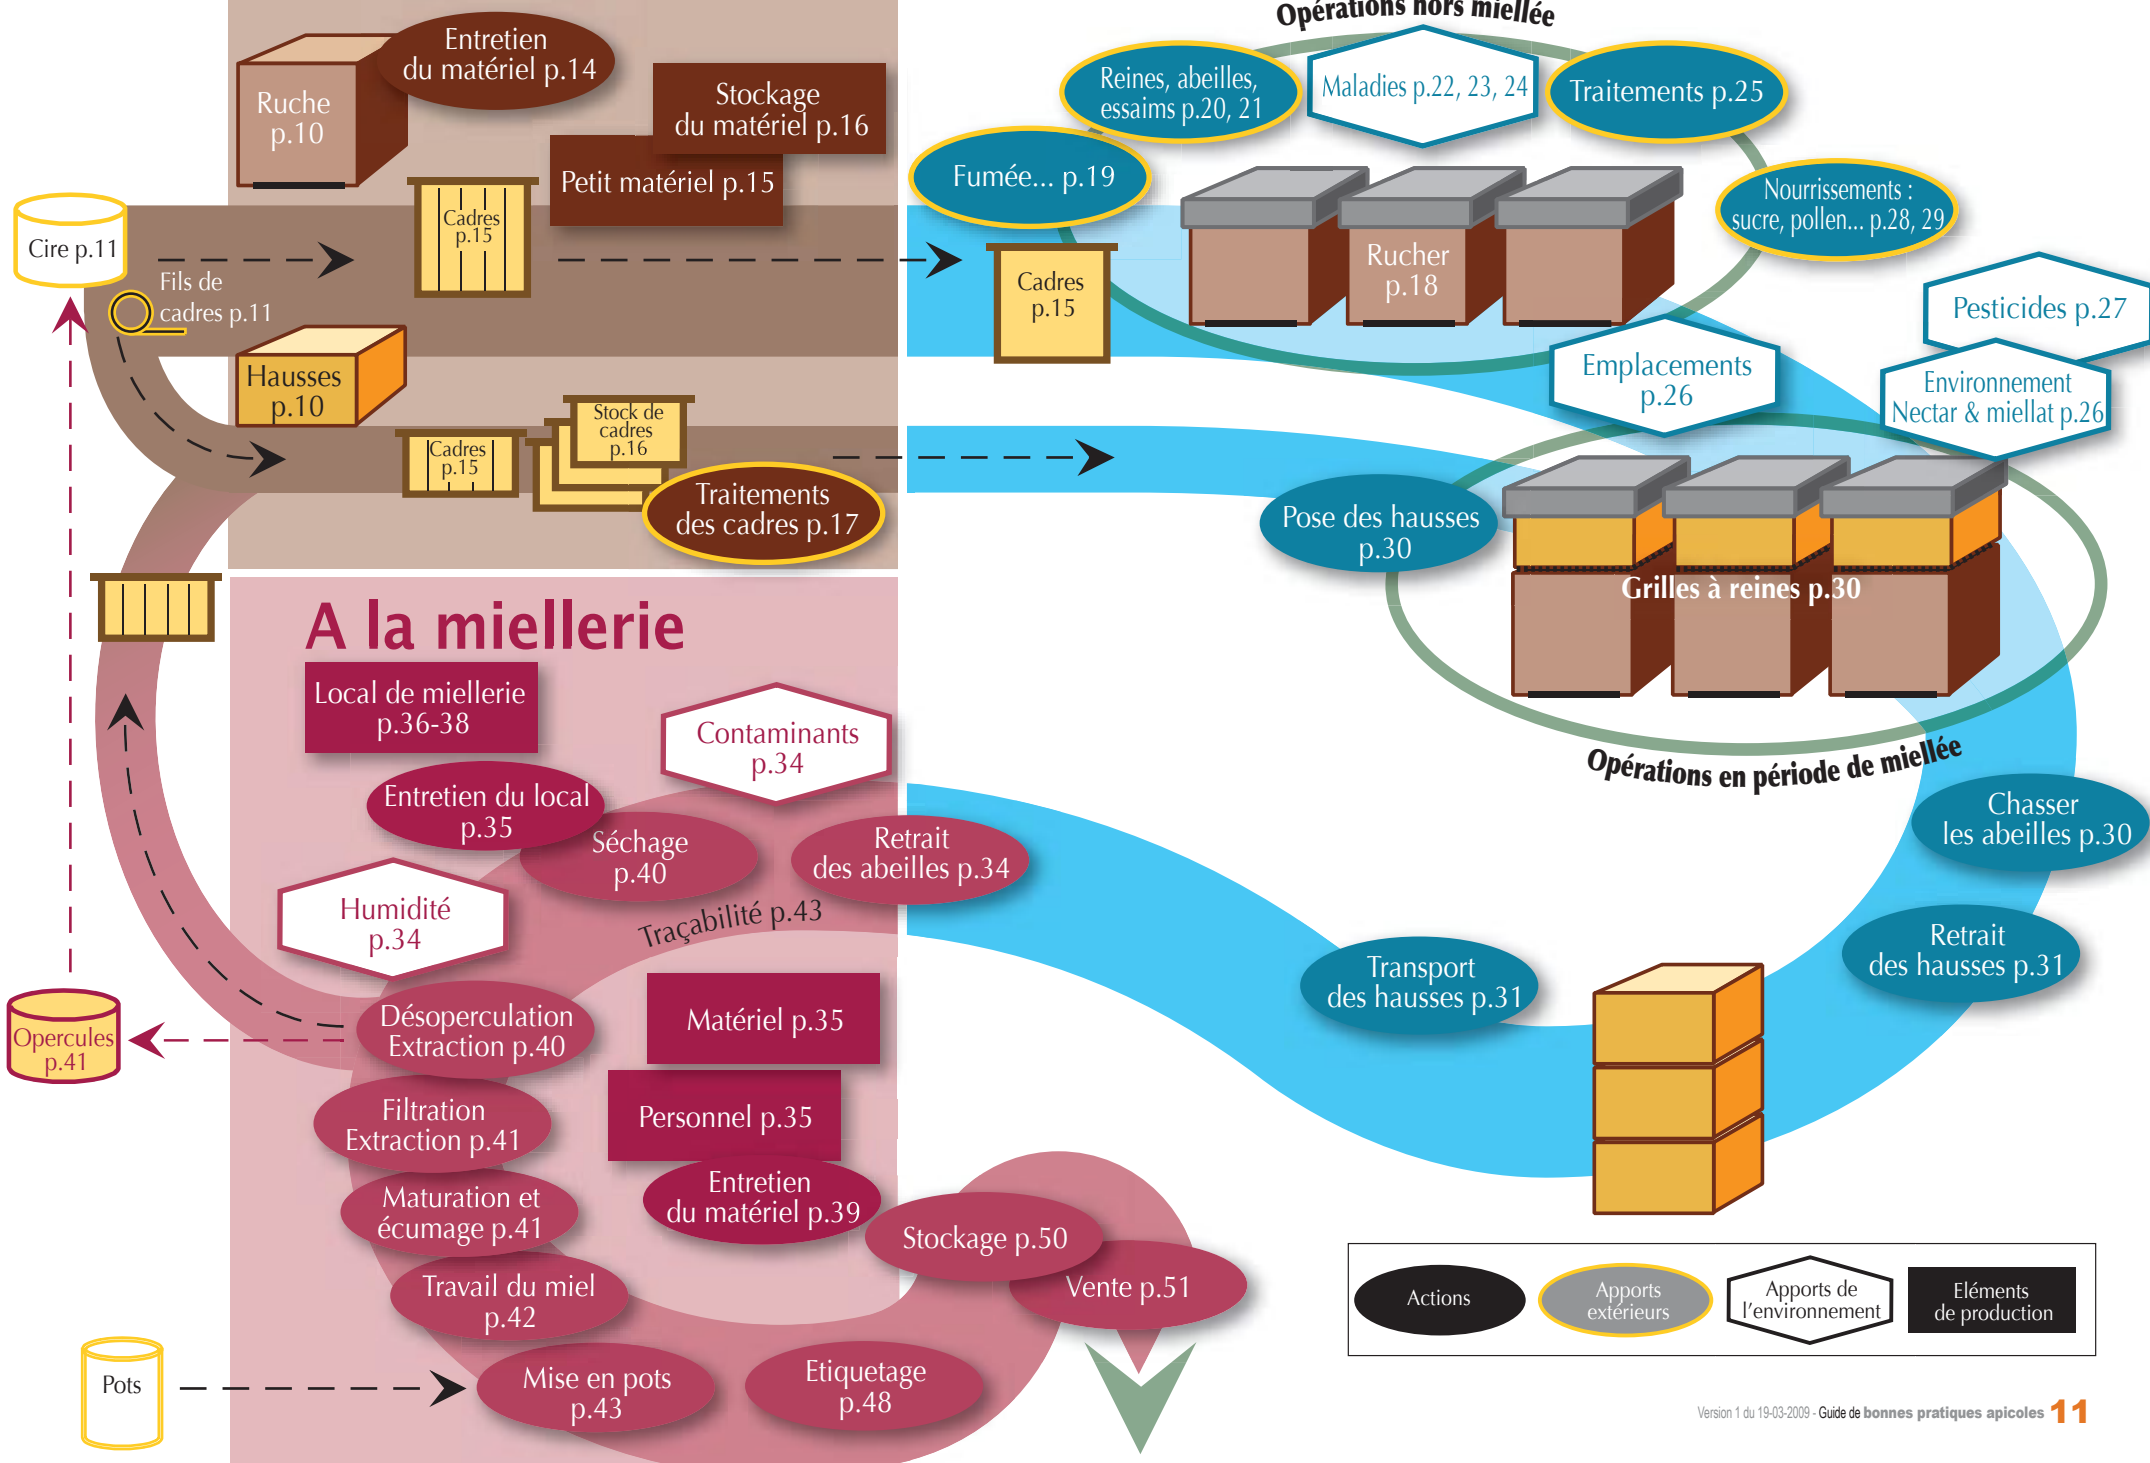 Opérations hors miellée
Entretien
du matériel p.14
Ruche
p.10
Stockage
du matériel p.16
Petit matériel p.15
Reines, abeilles,
essaims p.20, 21
Maladies p.22, 23, 24
Traitements p.25
Fumée... p.19
Nourrissements :
sucre, pollen... p.28, 29
Cire p.11
Cadres
p.15
Fils de
cadres p.11
Cadres
p.15
Rucher
p.18
Pesticides p.27
Hausses
p.10
Emplacements
p.26
Environnement
Nectar & miellat p.26
Cadres
p.15
Stock de
cadres
p.16
Traitements
des cadres p.17
Pose des hausses
p.30
Grilles à reines p.30
Opérations en période de miellée
A la miellerie
Local de miellerie
p.36-38
Contaminants
p.34
Entretien du local
p.35
Séchage
p.40
Retrait
des abeilles p.34
Chasser
les abeilles p.30
Humidité
p.34
Traçabilité p.43
Retrait
des hausses p.31
Transport
des hausses p.31
Désoperculation
Extraction p.40
Matériel p.35
Opercules
p.41
Filtration
Extraction p.41
Personnel p.35
Maturation et
écumage p.41
Entretien
du matériel p.39
Stockage p.50
Vente p.51
Travail du miel
p.42
Pots
Mise en pots
p.43
Etiquetage
p.48
Actions
Apports
extérieurs
Apports de
l'environnement
Eléments
de production
Version 1 du 19-03-2009 - Guide de bonnes pratiques apicoles 11